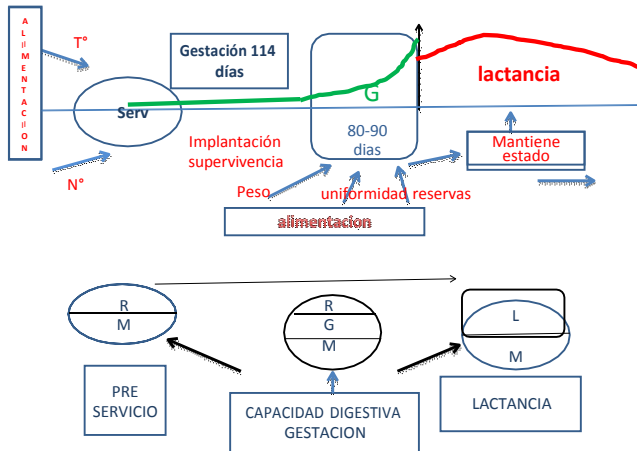 ALIMENTACION
T°
Gestación 114
días
Serv
G
lactancia
80-90
dias
Implantación
supervivencia
Mantiene
estado
N°
Peso
uniformidad reservas
alimentacion
R
M
R
G
M
L
M
PRE
SERVICIO
CAPACIDAD DIGESTIVA
GESTACION
LACTANCIA